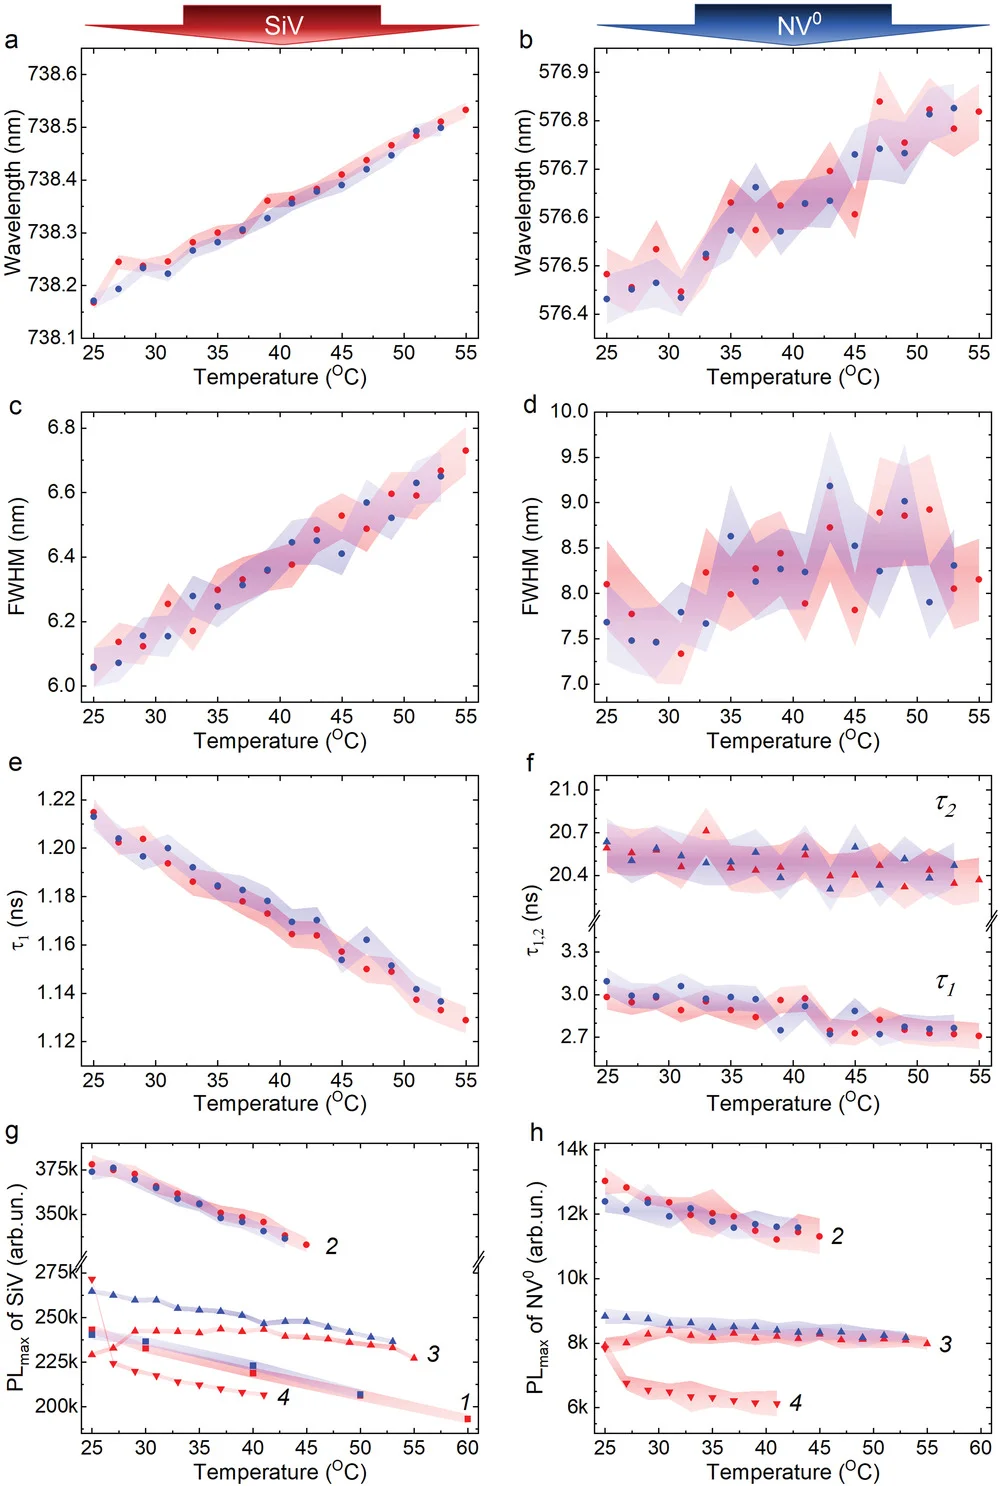 SiV
NV⁰
a
738.6
738.5
738.4
738.3
738.2
738.1
Wavelength (nm)
25 30 35 40 45 50 55
Temperature (ᴼC)
b
576.9
576.8
576.7
576.6
576.5
576.4
Wavelength (nm)
25 30 35 40 45 50 55
Temperature (ᴼC)
c
6.8
6.6
6.4
6.2
6.0
FWHM (nm)
25 30 35 40 45 50 55
Temperature (ᴼC)
d
10.0
9.5
9.0
8.5
8.0
7.5
7.0
FWHM (nm)
25 30 35 40 45 50 55
Temperature (ᴼC)
e
1.22
1.20
1.18
1.16
1.14
1.12
τ₁ (ns)
25 30 35 40 45 50 55
Temperature (ᴼC)
f
21.0
20.7
20.4
3.3
3.0
2.7
τ₁,₂ (ns)
τ₂
τ₁
25 30 35 40 45 50 55
Temperature (ᴼC)
g
375k
350k
275k
250k
225k
200k
PLmax of SiV (arb.un.)
2
3
4
1
25 30 35 40 45 50 55 60
Temperature (ᴼC)
h
14k
12k
10k
8k
6k
PLmax of NV⁰ (arb.un.)
2
3
4
25 30 35 40 45 50 55 60
Temperature (ᴼC)